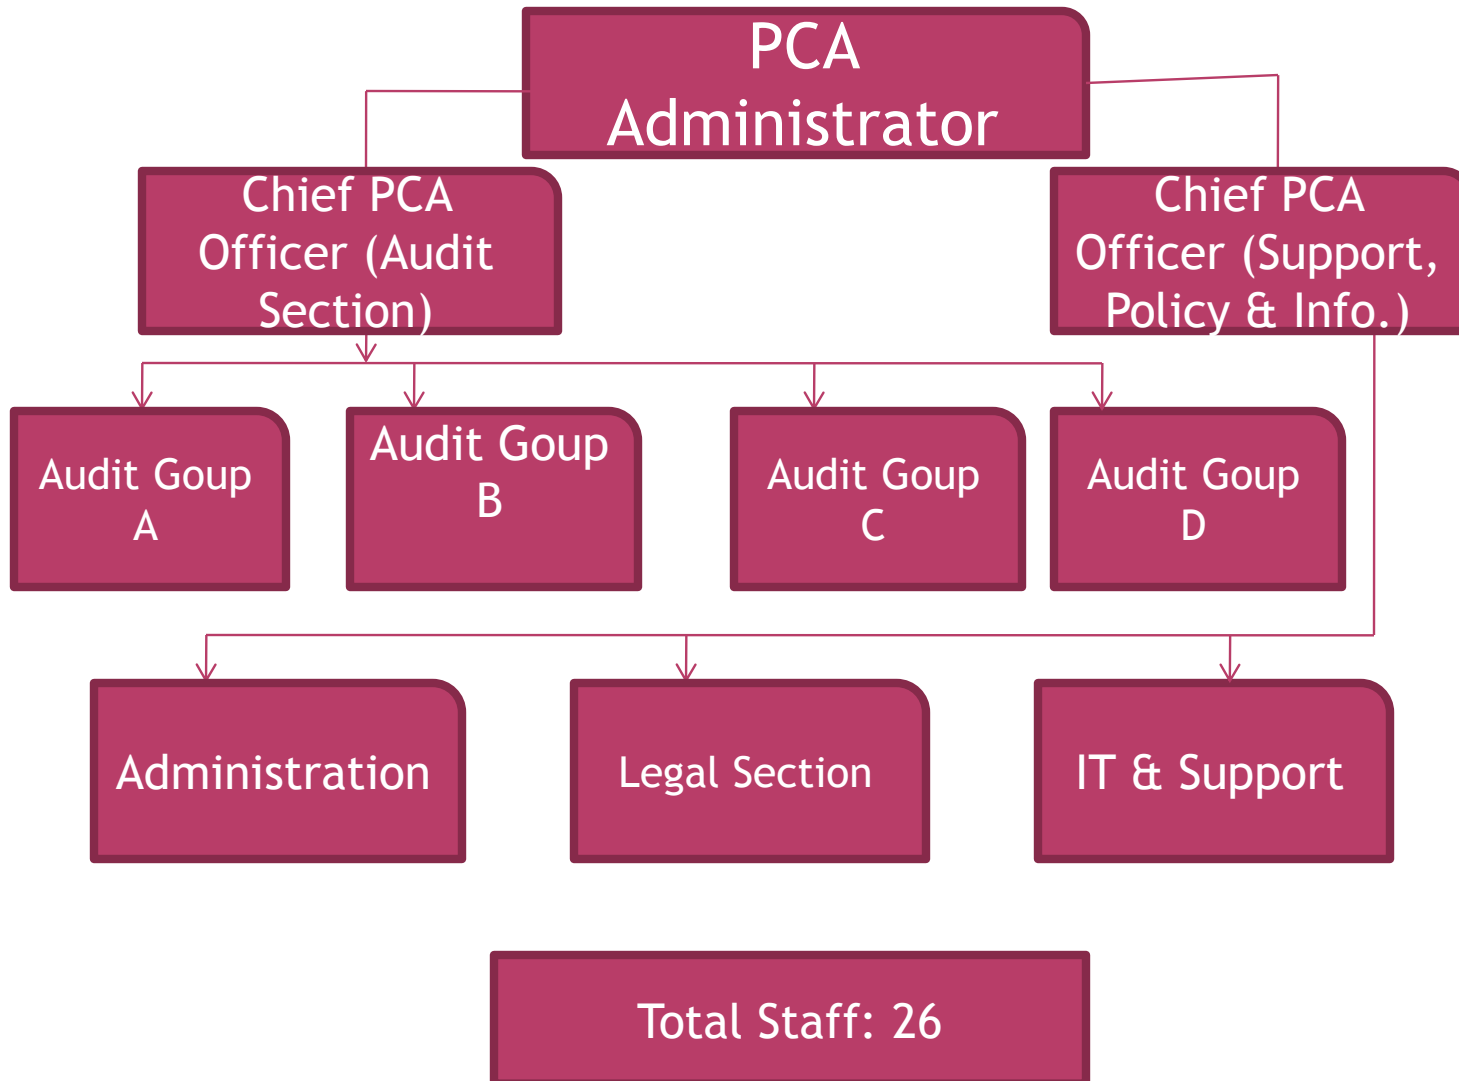 PCA
Administrator
Chief PCA
Officer (Audit
Section)
Chief PCA
Officer (Support,
Policy & Info.)
Audit Goup
A
Audit Goup
B
Audit Goup
C
Audit Goup
D
Administration
Legal Section
IT & Support
Total Staff: 26